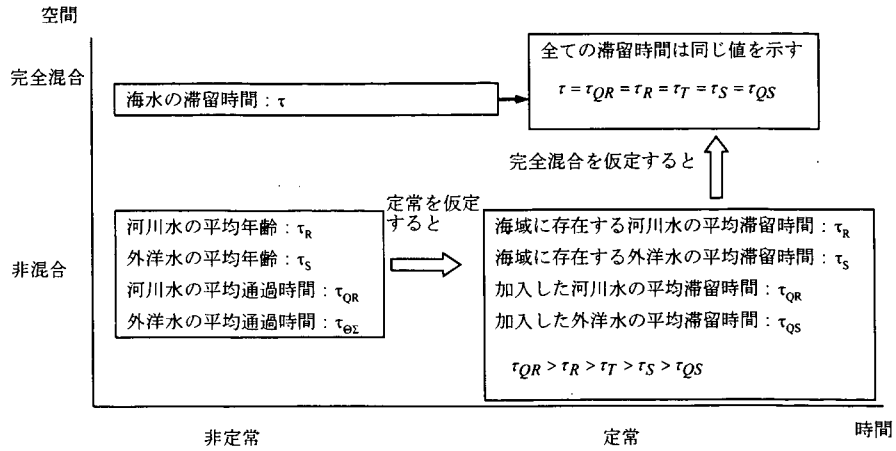 空間
完全混合
海水の滞留時間：τ
全ての滞留時間は同じ値を示す
τ = τQR = τR = τT = τS = τQS
完全混合を仮定すると
非混合
河川水の平均年齢：τR
外洋水の平均年齢：τS
河川水の平均通過時間：τQR
外洋水の平均通過時間：τΘΣ
定常を仮定
すると
海域に存在する河川水の平均滞留時間：τR
海域に存在する外洋水の平均滞留時間：τS
加入した河川水の平均滞留時間：τQR
加入した外洋水の平均滞留時間：τQS
τQR > τR > τT > τS > τQS
非定常
定常
時間